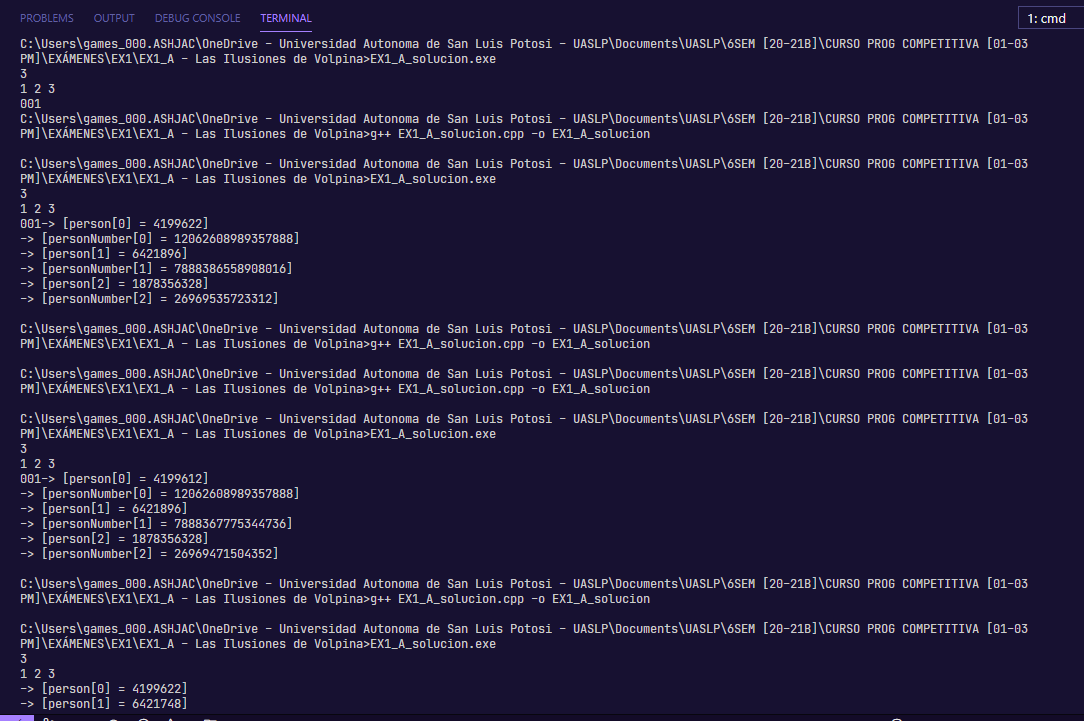 PROBLEMS OUTPUT DEBUG CONSOLE TERMINAL 1: cmd
C:\Users\games_000.ASHJAC\OneDrive - Universidad Autonoma de San Luis Potosi - UASLP\Documents\UASLP\6SEM [20-21B]\CURSO PROG COMPETITIVA [01-03
PM]\EXÁMENES\EX1\EX1_A - Las Ilusiones de Volpina>EX1_A_solucion.exe
3
1 2 3
001
C:\Users\games_000.ASHJAC\OneDrive - Universidad Autonoma de San Luis Potosi - UASLP\Documents\UASLP\6SEM [20-21B]\CURSO PROG COMPETITIVA [01-03
PM]\EXÁMENES\EX1\EX1_A - Las Ilusiones de Volpina>g++ EX1_A_solucion.cpp -o EX1_A_solucion
C:\Users\games_000.ASHJAC\OneDrive - Universidad Autonoma de San Luis Potosi - UASLP\Documents\UASLP\6SEM [20-21B]\CURSO PROG COMPETITIVA [01-03
PM]\EXÁMENES\EX1\EX1_A - Las Ilusiones de Volpina>EX1_A_solucion.exe
3
1 2 3
001-> [person[0] = 4199622]
-> [personNumber[0] = 12062608989357888]
-> [person[1] = 6421896]
-> [personNumber[1] = 7888386558908016]
-> [person[2] = 1878356328]
-> [personNumber[2] = 26969535723312]
C:\Users\games_000.ASHJAC\OneDrive - Universidad Autonoma de San Luis Potosi - UASLP\Documents\UASLP\6SEM [20-21B]\CURSO PROG COMPETITIVA [01-03
PM]\EXÁMENES\EX1\EX1_A - Las Ilusiones de Volpina>g++ EX1_A_solucion.cpp -o EX1_A_solucion
C:\Users\games_000.ASHJAC\OneDrive - Universidad Autonoma de San Luis Potosi - UASLP\Documents\UASLP\6SEM [20-21B]\CURSO PROG COMPETITIVA [01-03
PM]\EXÁMENES\EX1\EX1_A - Las Ilusiones de Volpina>g++ EX1_A_solucion.cpp -o EX1_A_solucion
C:\Users\games_000.ASHJAC\OneDrive - Universidad Autonoma de San Luis Potosi - UASLP\Documents\UASLP\6SEM [20-21B]\CURSO PROG COMPETITIVA [01-03
PM]\EXÁMENES\EX1\EX1_A - Las Ilusiones de Volpina>EX1_A_solucion.exe
3
1 2 3
001-> [person[0] = 4199612]
-> [personNumber[0] = 12062608989357888]
-> [person[1] = 6421896]
-> [personNumber[1] = 7888367775344736]
-> [person[2] = 1878356328]
-> [personNumber[2] = 26969471504352]
C:\Users\games_000.ASHJAC\OneDrive - Universidad Autonoma de San Luis Potosi - UASLP\Documents\UASLP\6SEM [20-21B]\CURSO PROG COMPETITIVA [01-03
PM]\EXÁMENES\EX1\EX1_A - Las Ilusiones de Volpina>g++ EX1_A_solucion.cpp -o EX1_A_solucion
C:\Users\games_000.ASHJAC\OneDrive - Universidad Autonoma de San Luis Potosi - UASLP\Documents\UASLP\6SEM [20-21B]\CURSO PROG COMPETITIVA [01-03
PM]\EXÁMENES\EX1\EX1_A - Las Ilusiones de Volpina>EX1_A_solucion.exe
3
1 2 3
-> [person[0] = 4199622]
-> [person[1] = 6421748]